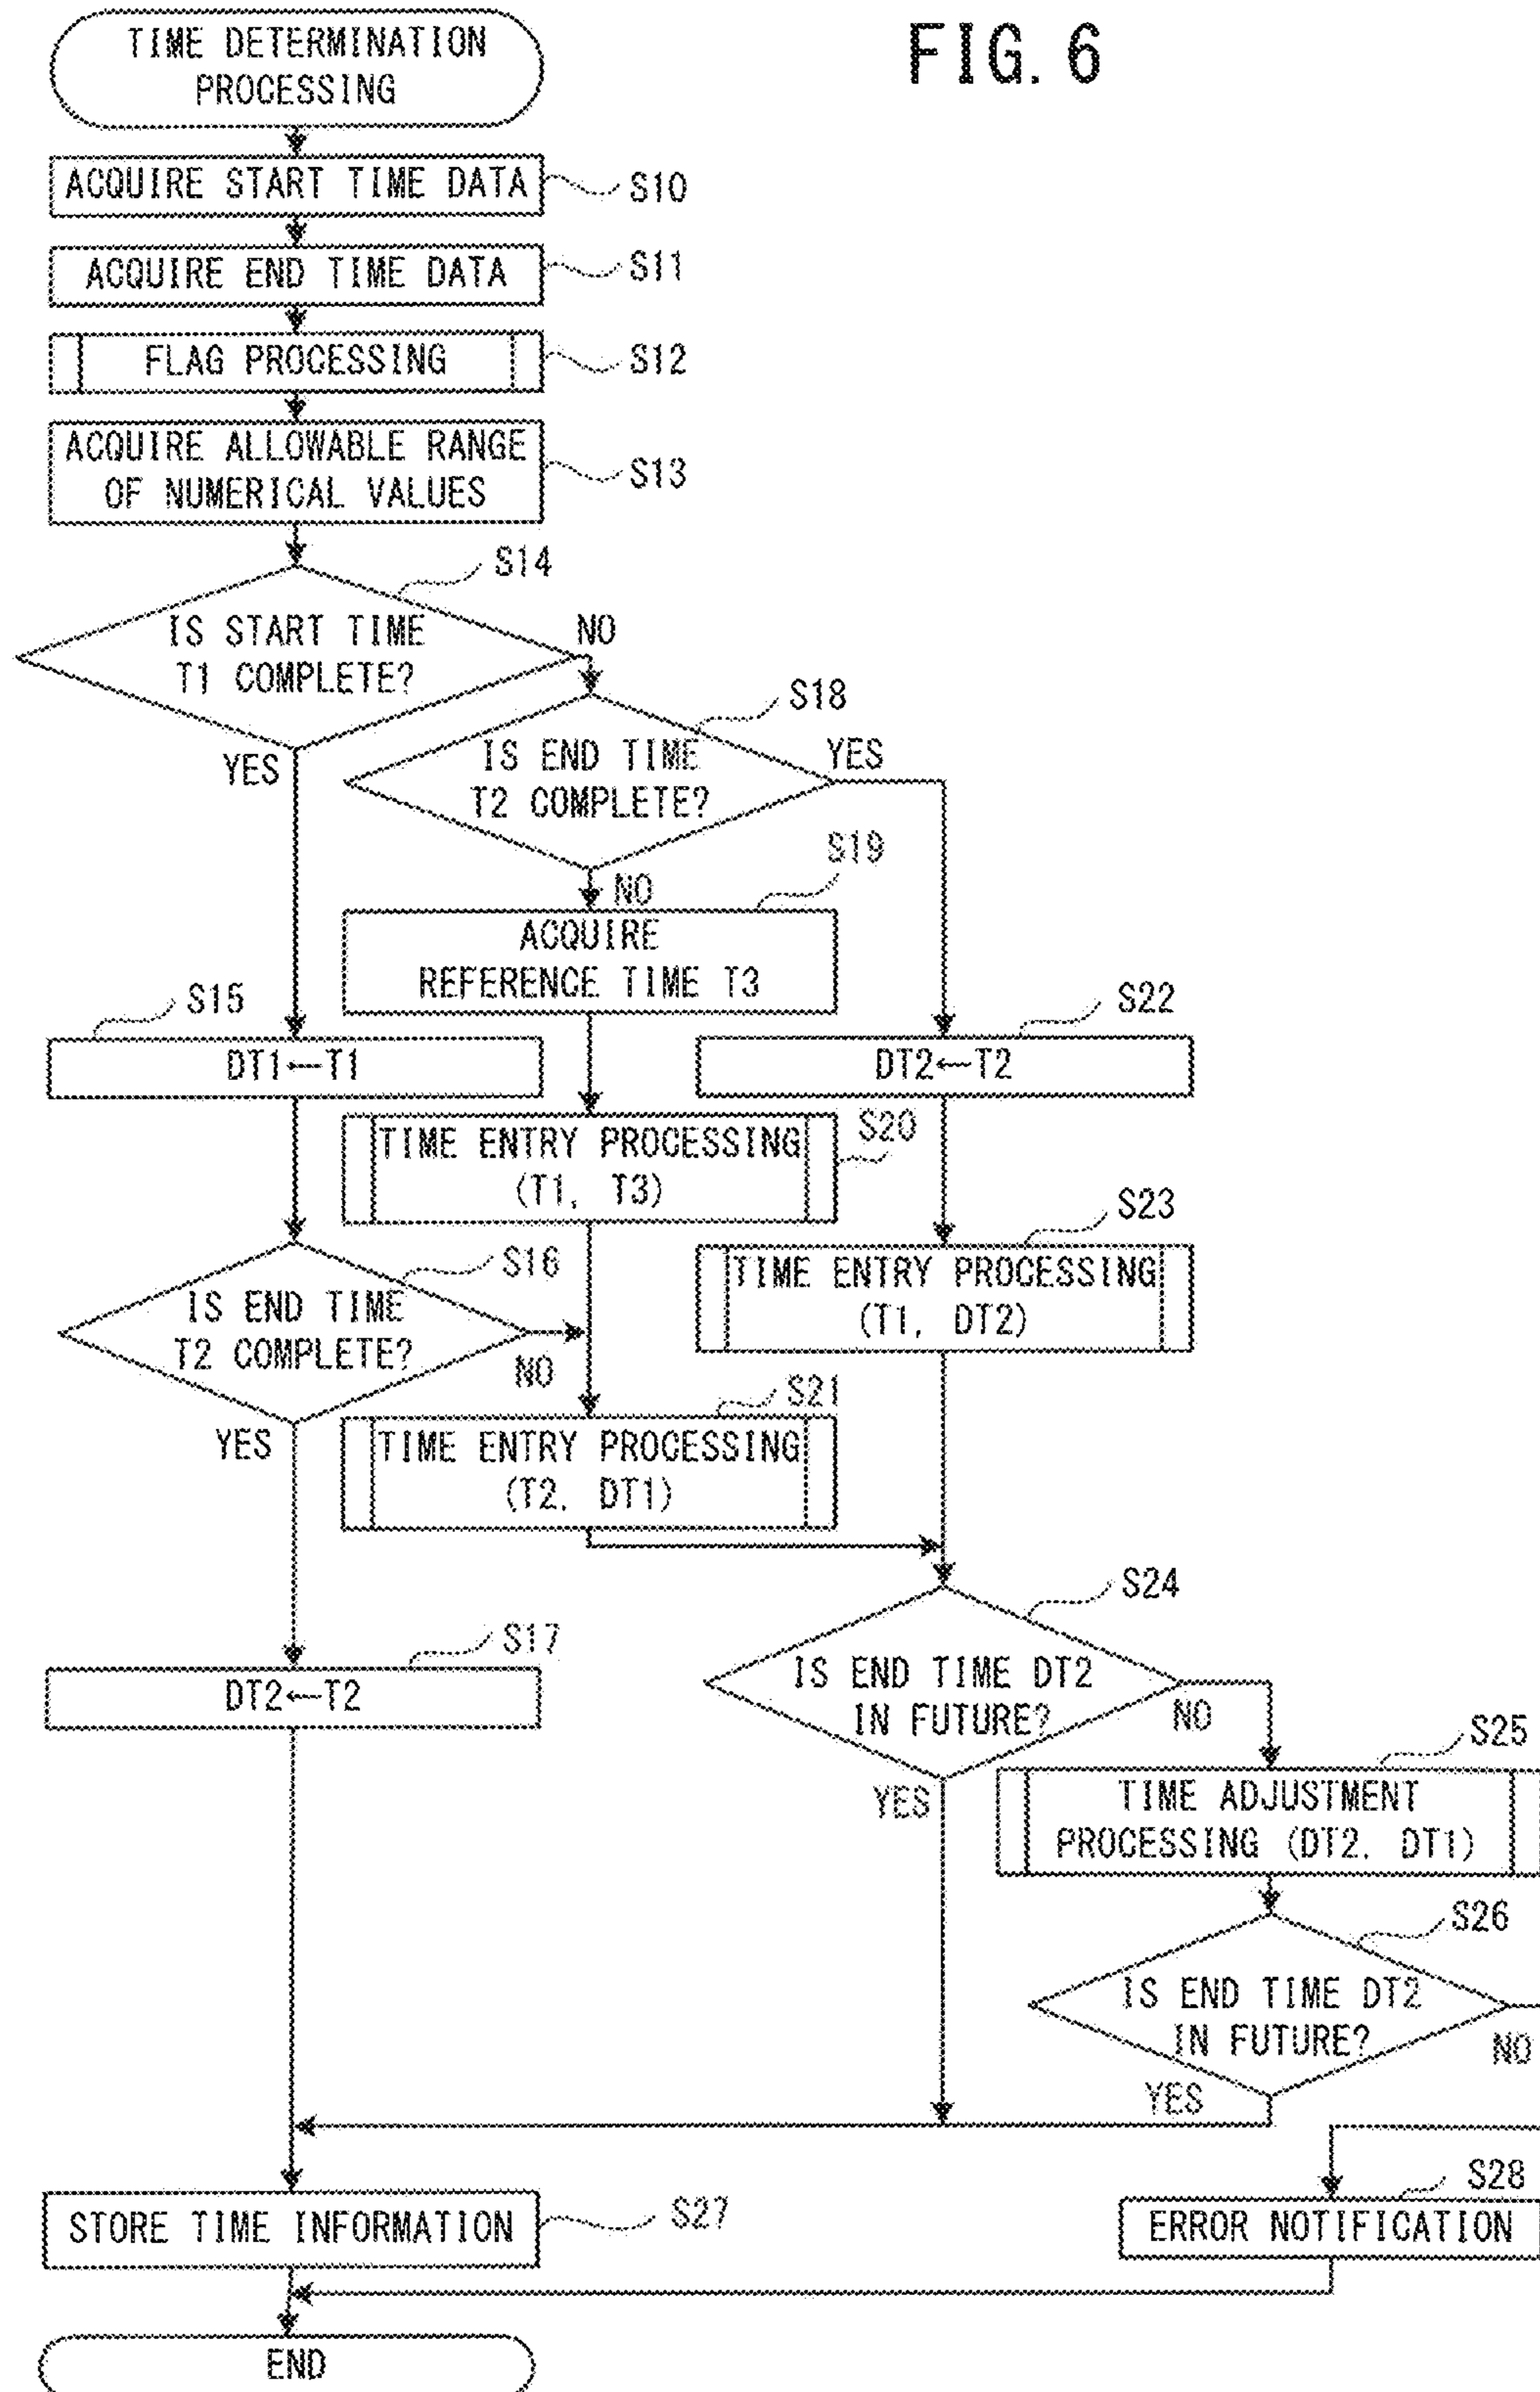 FIG. 6
TIME DETERMINATION
PROCESSING
ACQUIRE START TIME DATA
S10
ACQUIRE END TIME DATA
S11
FLAG PROCESSING
S12
ACQUIRE ALLOWABLE RANGE
OF NUMERICAL VALUES
S13
S14
IS START TIME
T1 COMPLETE?
NO
YES
S18
IS END TIME
T2 COMPLETE?
YES
NO
S19
ACQUIRE
REFERENCE TIME T3
S15
DT1←T1
S22
DT2←T2
TIME ENTRY PROCESSING
(T1, T3)
S20
S23
TIME ENTRY PROCESSING
(T1, DT2)
S16
IS END TIME
T2 COMPLETE?
NO
YES
S21
TIME ENTRY PROCESSING
(T2, DT1)
S24
IS END TIME DT2
IN FUTURE?
NO
YES
S17
DT2←T2
S25
TIME ADJUSTMENT
PROCESSING (DT2, DT1)
S26
IS END TIME DT2
IN FUTURE?
NO
YES
STORE TIME INFORMATION
S27
S28
ERROR NOTIFICATION
END